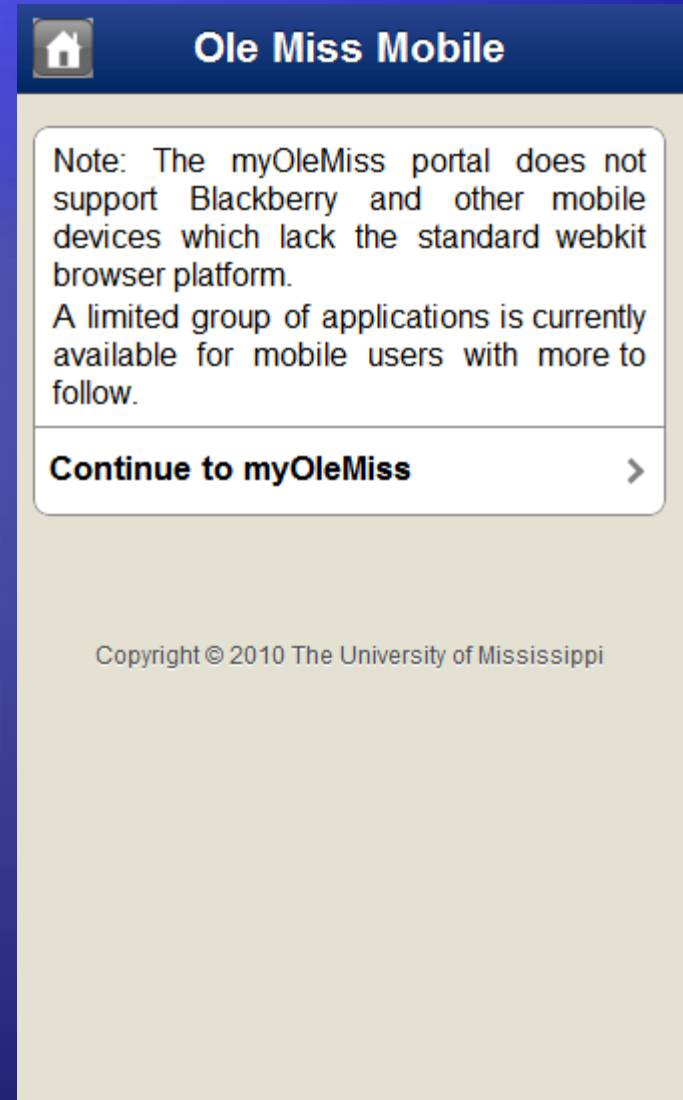 Ole Miss Mobile
Note: The myOleMiss portal does not
support Blackberry and other mobile
devices which lack the standard webkit
browser platform.
A limited group of applications is currently
available for mobile users with more to
follow.
Continue to myOleMiss
Copyright © 2010 The University of Mississippi